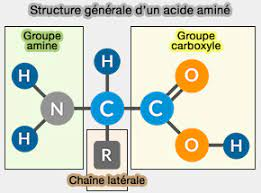 Structure générale d'un acide aminé
Groupe
amine
Groupe
carboxyle
H
H
O
N
C
C
H
R
O
H
Chaîne latérale